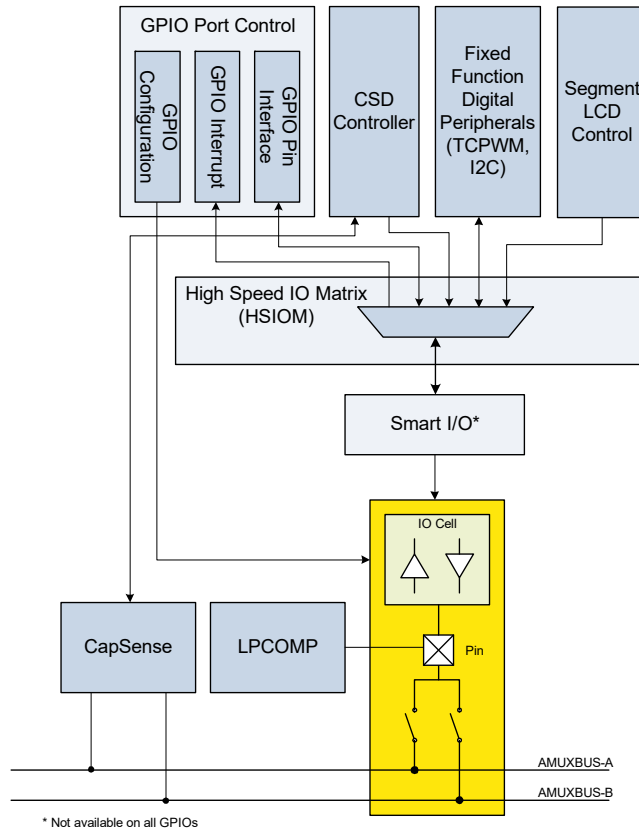 GPIO Port Control
GPIO
Configuration
GPIO Interrupt
GPIO Pin
Interface
CSD
Controller
Fixed
Function
Digital
Peripherals
(TCPWM,
I2C)
Segment
LCD
Control
High Speed IO Matrix
(HSIOM)
Smart I/O*
IO Cell
CapSense
LPCOMP
Pin
AMUXBUS-A
AMUXBUS-B
* Not available on all GPIOs